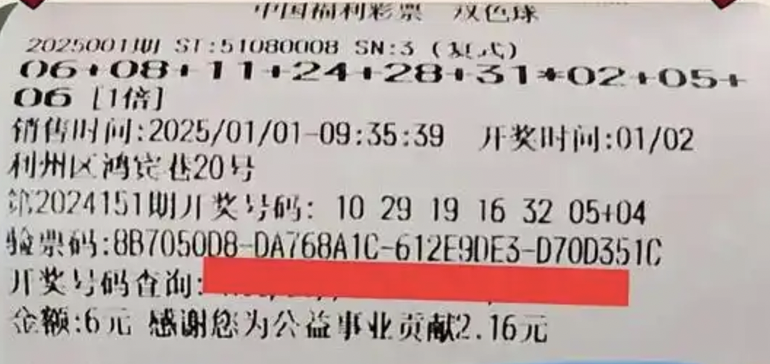 中国福利彩票 双色球
2025001期 ST:51080008 SN:3 (复式)
06+08+11+24+28+31*02+05+
06 [1倍]
销售时间:2025/01/01-09:35:39 开奖时间:01/02
利州区鸿宾巷20号
第2024151期开奖号码: 10 29 19 16 32 05+04
验票码:8B7050D8-DA768A1C-612E9DE3-D70D351C
开奖号码查询:
金额:6元 感谢您为公益事业贡献2.16元